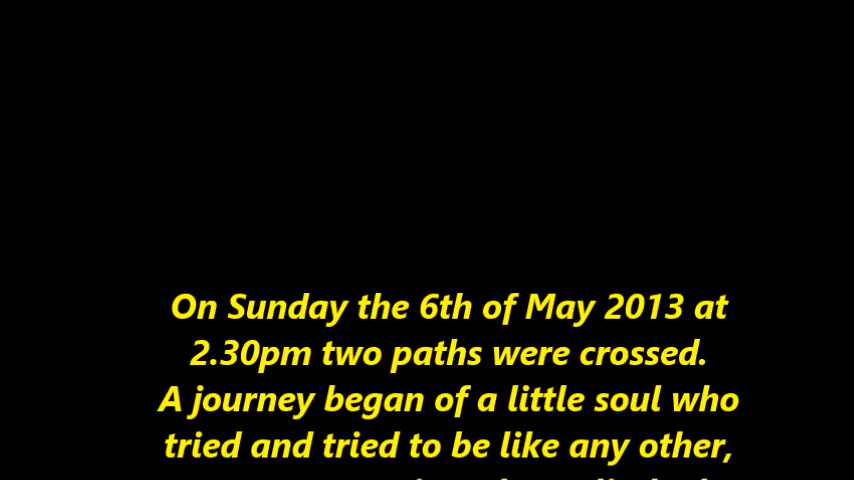 On Sunday the 6th of May 2013 at
2.30pm two paths were crossed.
A journey began of a little soul who
tried and tried to be like any other,